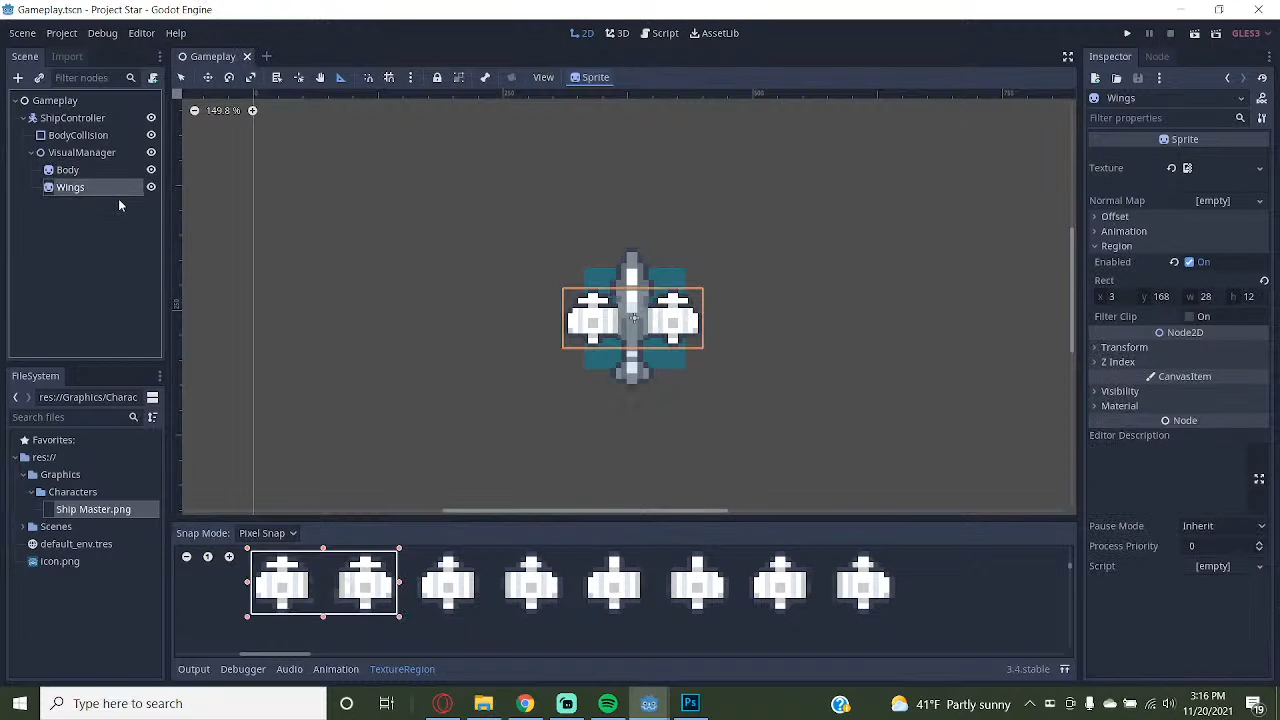 Gameplay.tscn - Project Star - Godot Engine
Scene Project Debug Editor Help
2D 3D Script AssetLib
GLES3
Scene Import
Gameplay
Inspector Node
Filter nodes
View Sprite
Gameplay
ShipController
BodyCollision
VisualManager
Body
Wings
149.8 %
0 250 500 750
250
Wings
Filter properties
Sprite
Texture
Normal Map [empty]
Offset
Animation
Region
Enabled On
Rect
x 3 y 168 w 28 h 12
Filter Clip On
Node2D
Transform
Z Index
CanvasItem
Visibility
Material
Node
Editor Description
Pause Mode Inherit
Process Priority 0
Script [empty]
FileSystem
res://Graphics/Charac
Search files
Favorites:
res://
Graphics
Characters
Ship Master.png
Scenes
default_env.tres
icon.png
Snap Mode: Pixel Snap
Output Debugger Audio Animation TextureRegion
3.4.stable
Type here to search
41°F Partly sunny
3:16 PM
11/20/2021